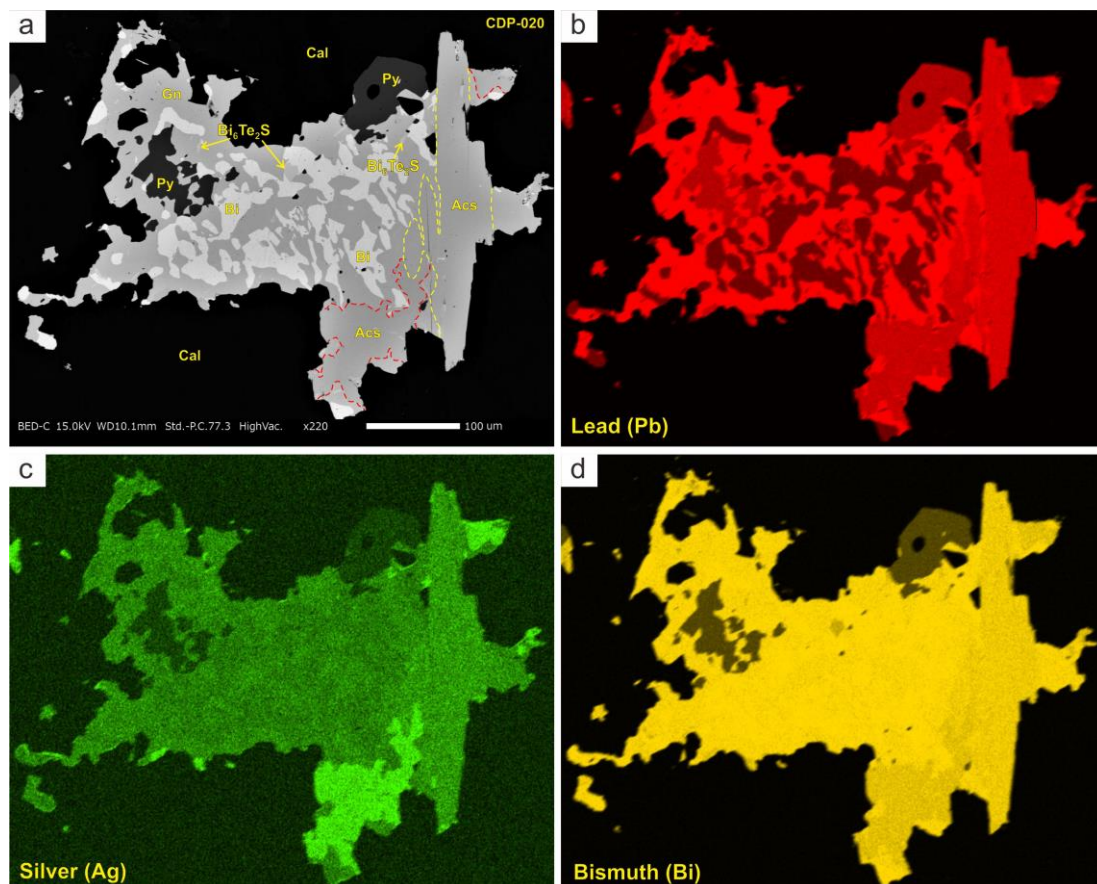 a
CDP-020
Cal
Py
Gn
Bi₆Te₂S
Bi₆Te₂S
Py
Bi
Acs
Bi
Acs
Cal
BED-C 15.0kV WD10.1mm Std.-P.C.77.3 HighVac. x220 100 um
b
Lead (Pb)
c
Silver (Ag)
d
Bismuth (Bi)